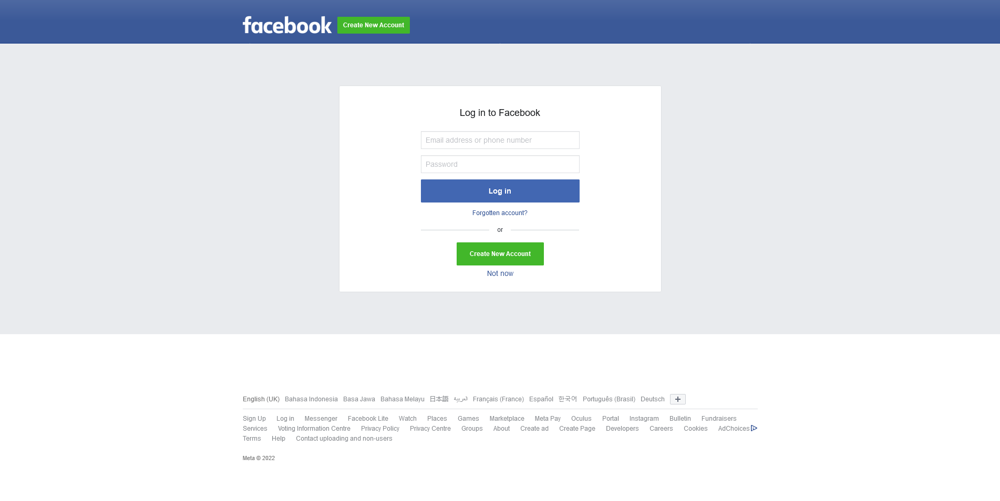 facebook Create New Account
Log in to Facebook
Email address or phone number
Password
Log in
Forgotten account?
or
Create New Account
Not now
English (UK) Bahasa Indonesia Basa Jawa Bahasa Melayu 日本語 العربية Français (France) Español 한국어 Português (Brasil) Deutsch
Sign Up Log in Messenger Facebook Lite Watch Places Games Marketplace Meta Pay Oculus Portal Instagram Bulletin Fundraisers
Services Voting Information Centre Privacy Policy Privacy Centre Groups About Create ad Create Page Developers Careers Cookies AdChoices
Terms Help Contact uploading and non-users
Meta © 2022